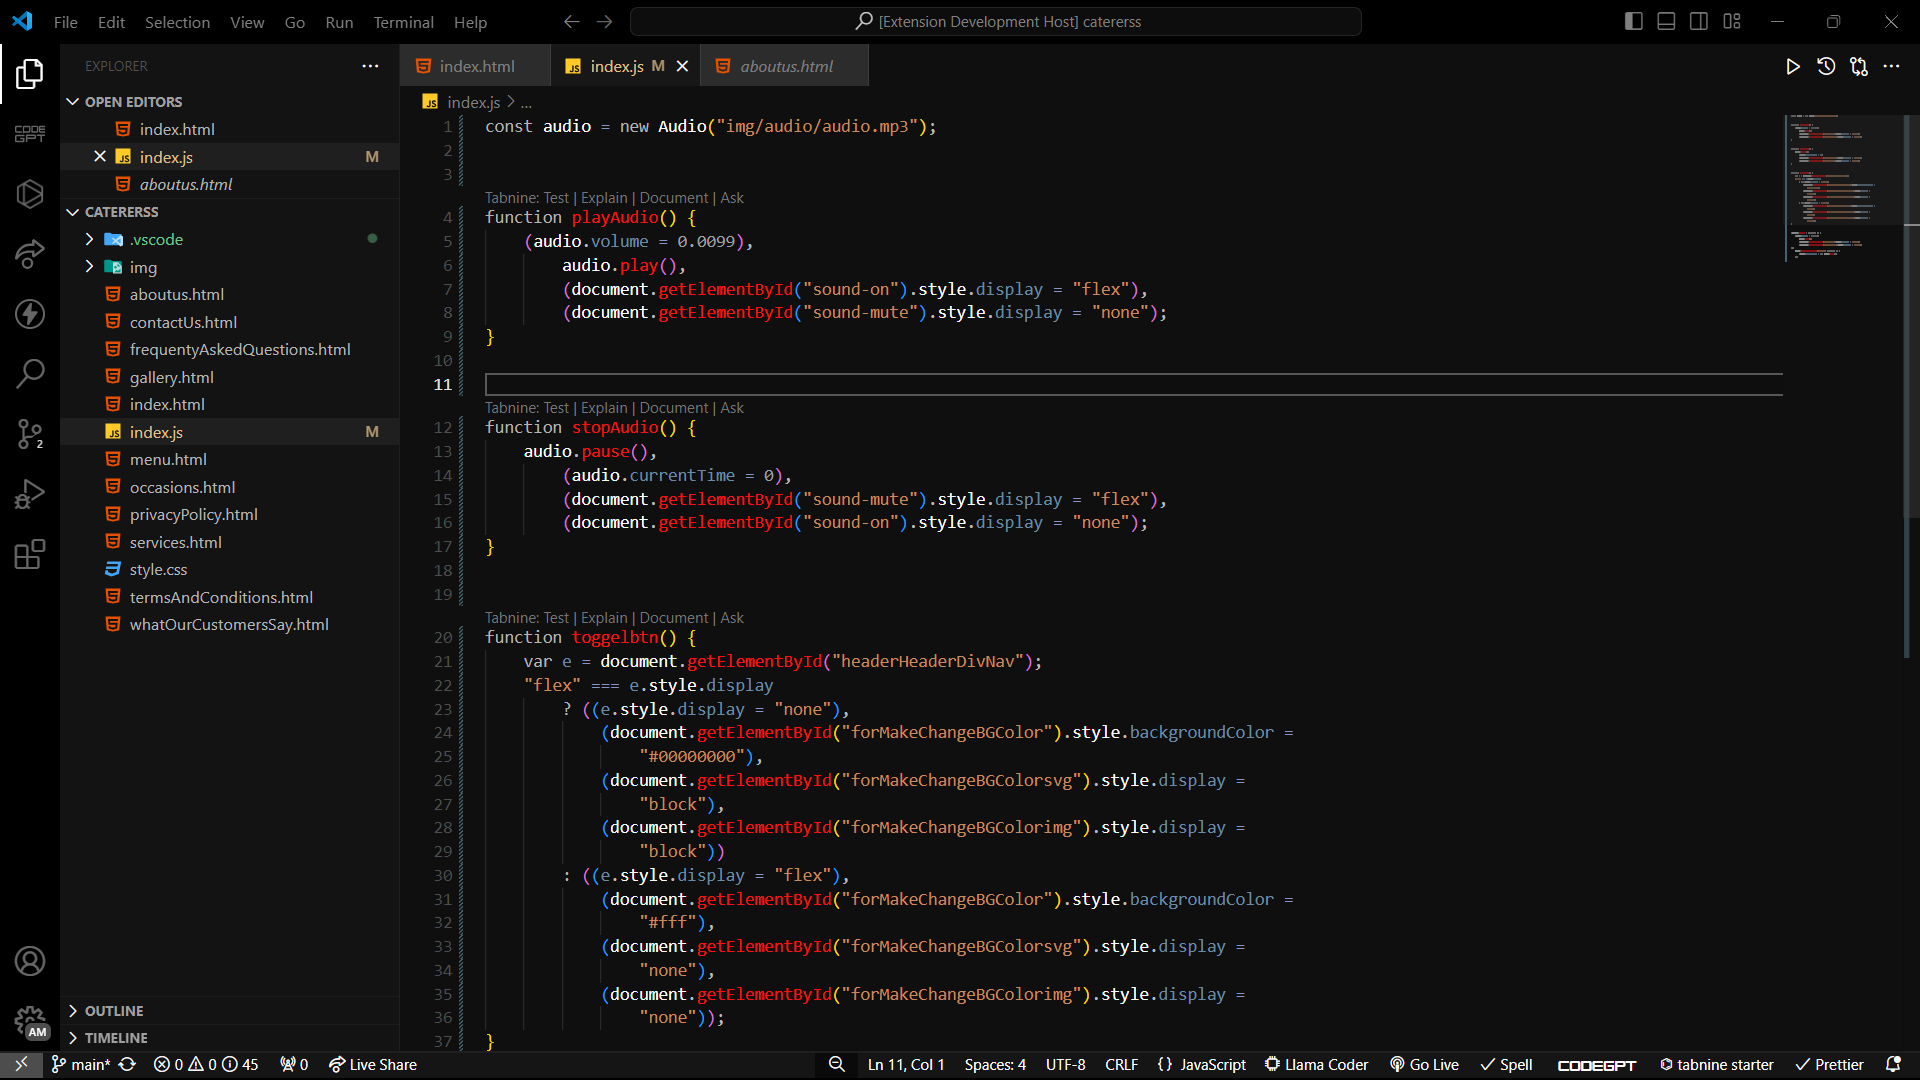 File Edit Selection View Go Run Terminal Help
[Extension Development Host] catererss
EXPLORER
OPEN EDITORS
index.html
index.js M
aboutus.html
CATERERSS
.vscode
img
aboutus.html
contactUs.html
frequentyAskedQuestions.html
gallery.html
index.html
index.js M
menu.html
occasions.html
privacyPolicy.html
services.html
style.css
termsAndConditions.html
whatOurCustomersSay.html
OUTLINE
TIMELINE
CODE
GPT
2
AM
index.html
index.js M
aboutus.html
index.js > ...
1 const audio = new Audio("img/audio/audio.mp3");
2
3
Tabnine: Test | Explain | Document | Ask
4 function playAudio() {
5 (audio.volume = 0.0099),
6 audio.play(),
7 (document.getElementById("sound-on").style.display = "flex"),
8 (document.getElementById("sound-mute").style.display = "none");
9 }
10
11
Tabnine: Test | Explain | Document | Ask
12 function stopAudio() {
13 audio.pause(),
14 (audio.currentTime = 0),
15 (document.getElementById("sound-mute").style.display = "flex"),
16 (document.getElementById("sound-on").style.display = "none");
17 }
18
19
Tabnine: Test | Explain | Document | Ask
20 function toggelbtn() {
21 var e = document.getElementById("headerHeaderDivNav");
22 "flex" === e.style.display
23 ? ((e.style.display = "none"),
24 (document.getElementById("forMakeChangeBGColor").style.backgroundColor =
25 "#00000000"),
26 (document.getElementById("forMakeChangeBGColorsvg").style.display =
27 "block"),
28 (document.getElementById("forMakeChangeBGColorimg").style.display =
29 "block"))
30 : ((e.style.display = "flex"),
31 (document.getElementById("forMakeChangeBGColor").style.backgroundColor =
32 "#fff"),
33 (document.getElementById("forMakeChangeBGColorsvg").style.display =
34 "none"),
35 (document.getElementById("forMakeChangeBGColorimg").style.display =
36 "none"));
37 }
main* 0 0 45 0 Live Share Ln 11, Col 1 Spaces: 4 UTF-8 CRLF {} JavaScript Llama Coder Go Live Spell CODEGPT tabnine starter Prettier